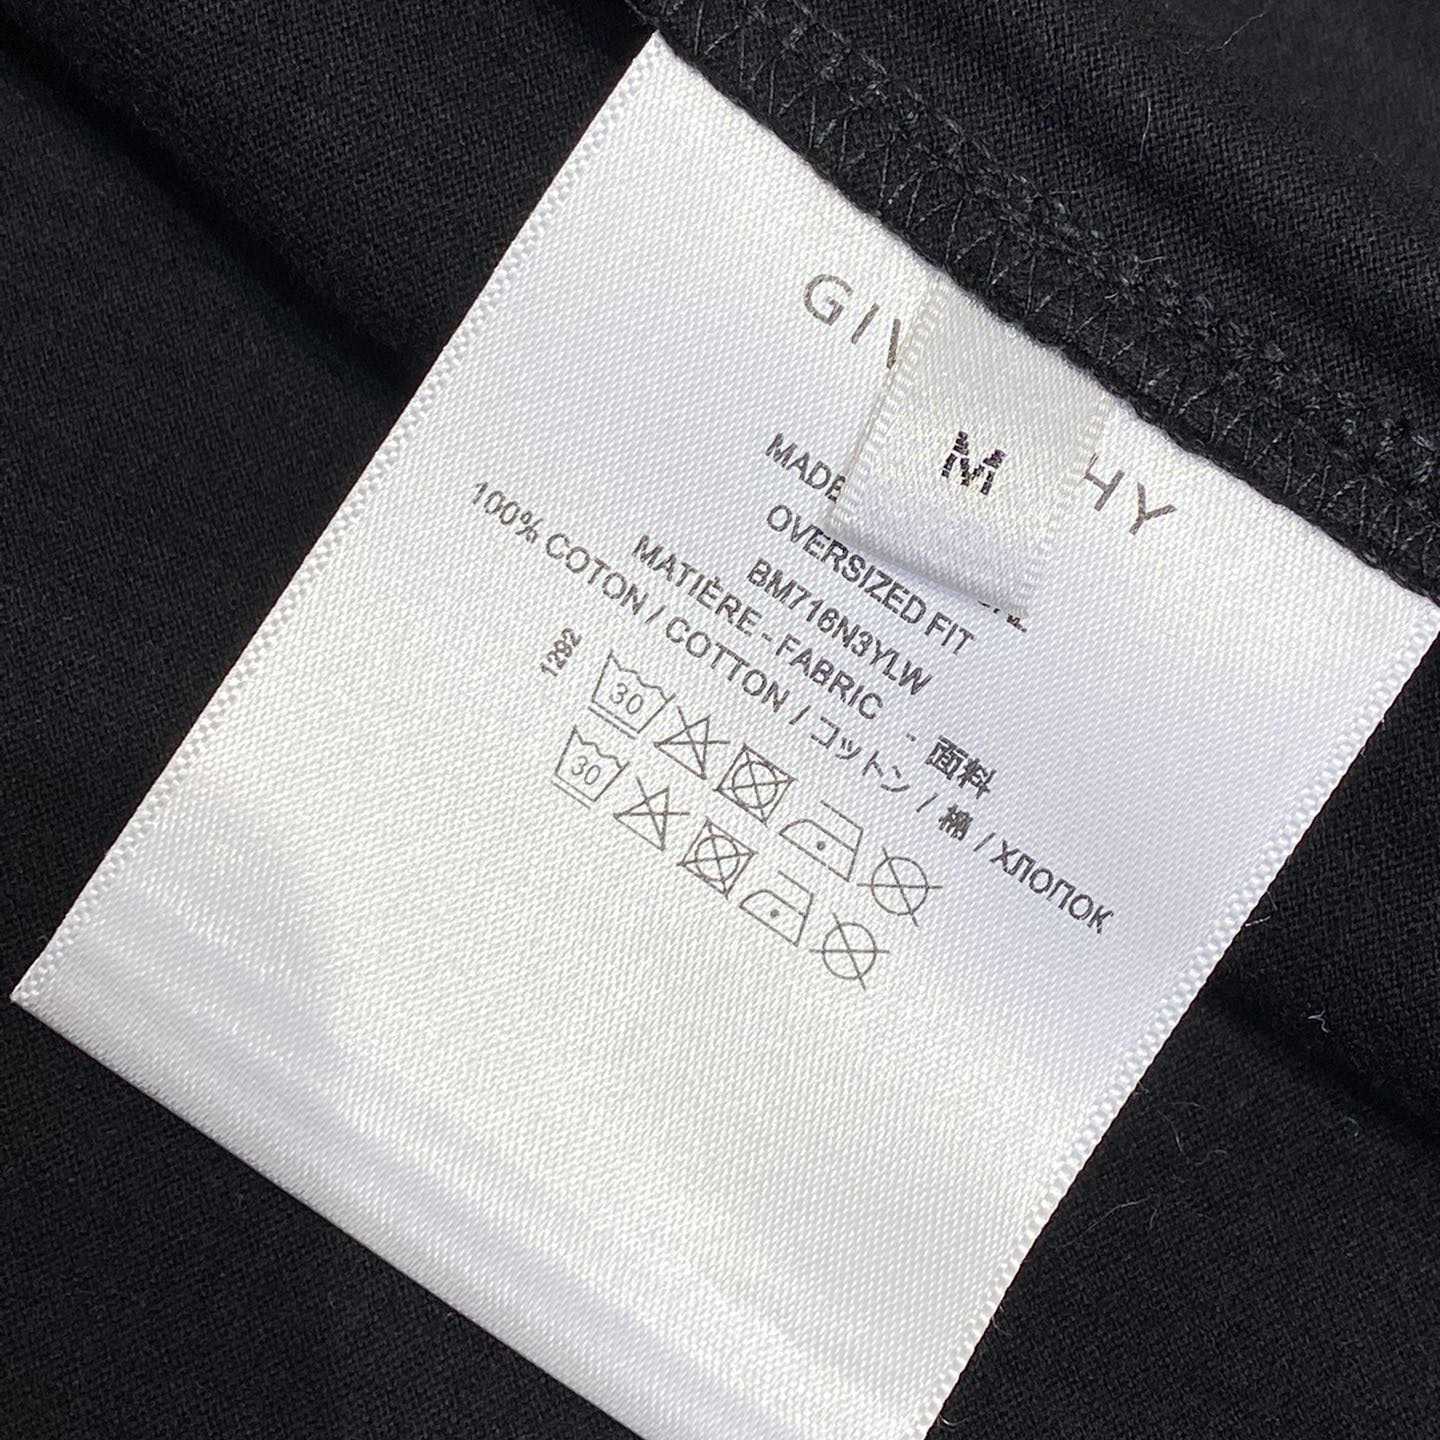 GIV HY
M
MADE
OVERSIZED FIT
BM716N3YLW
MATIÈRE - FABRIC - 面料
100% COTON / COTTON / コットン / 棉 / ХЛОПОК
1292
30
30